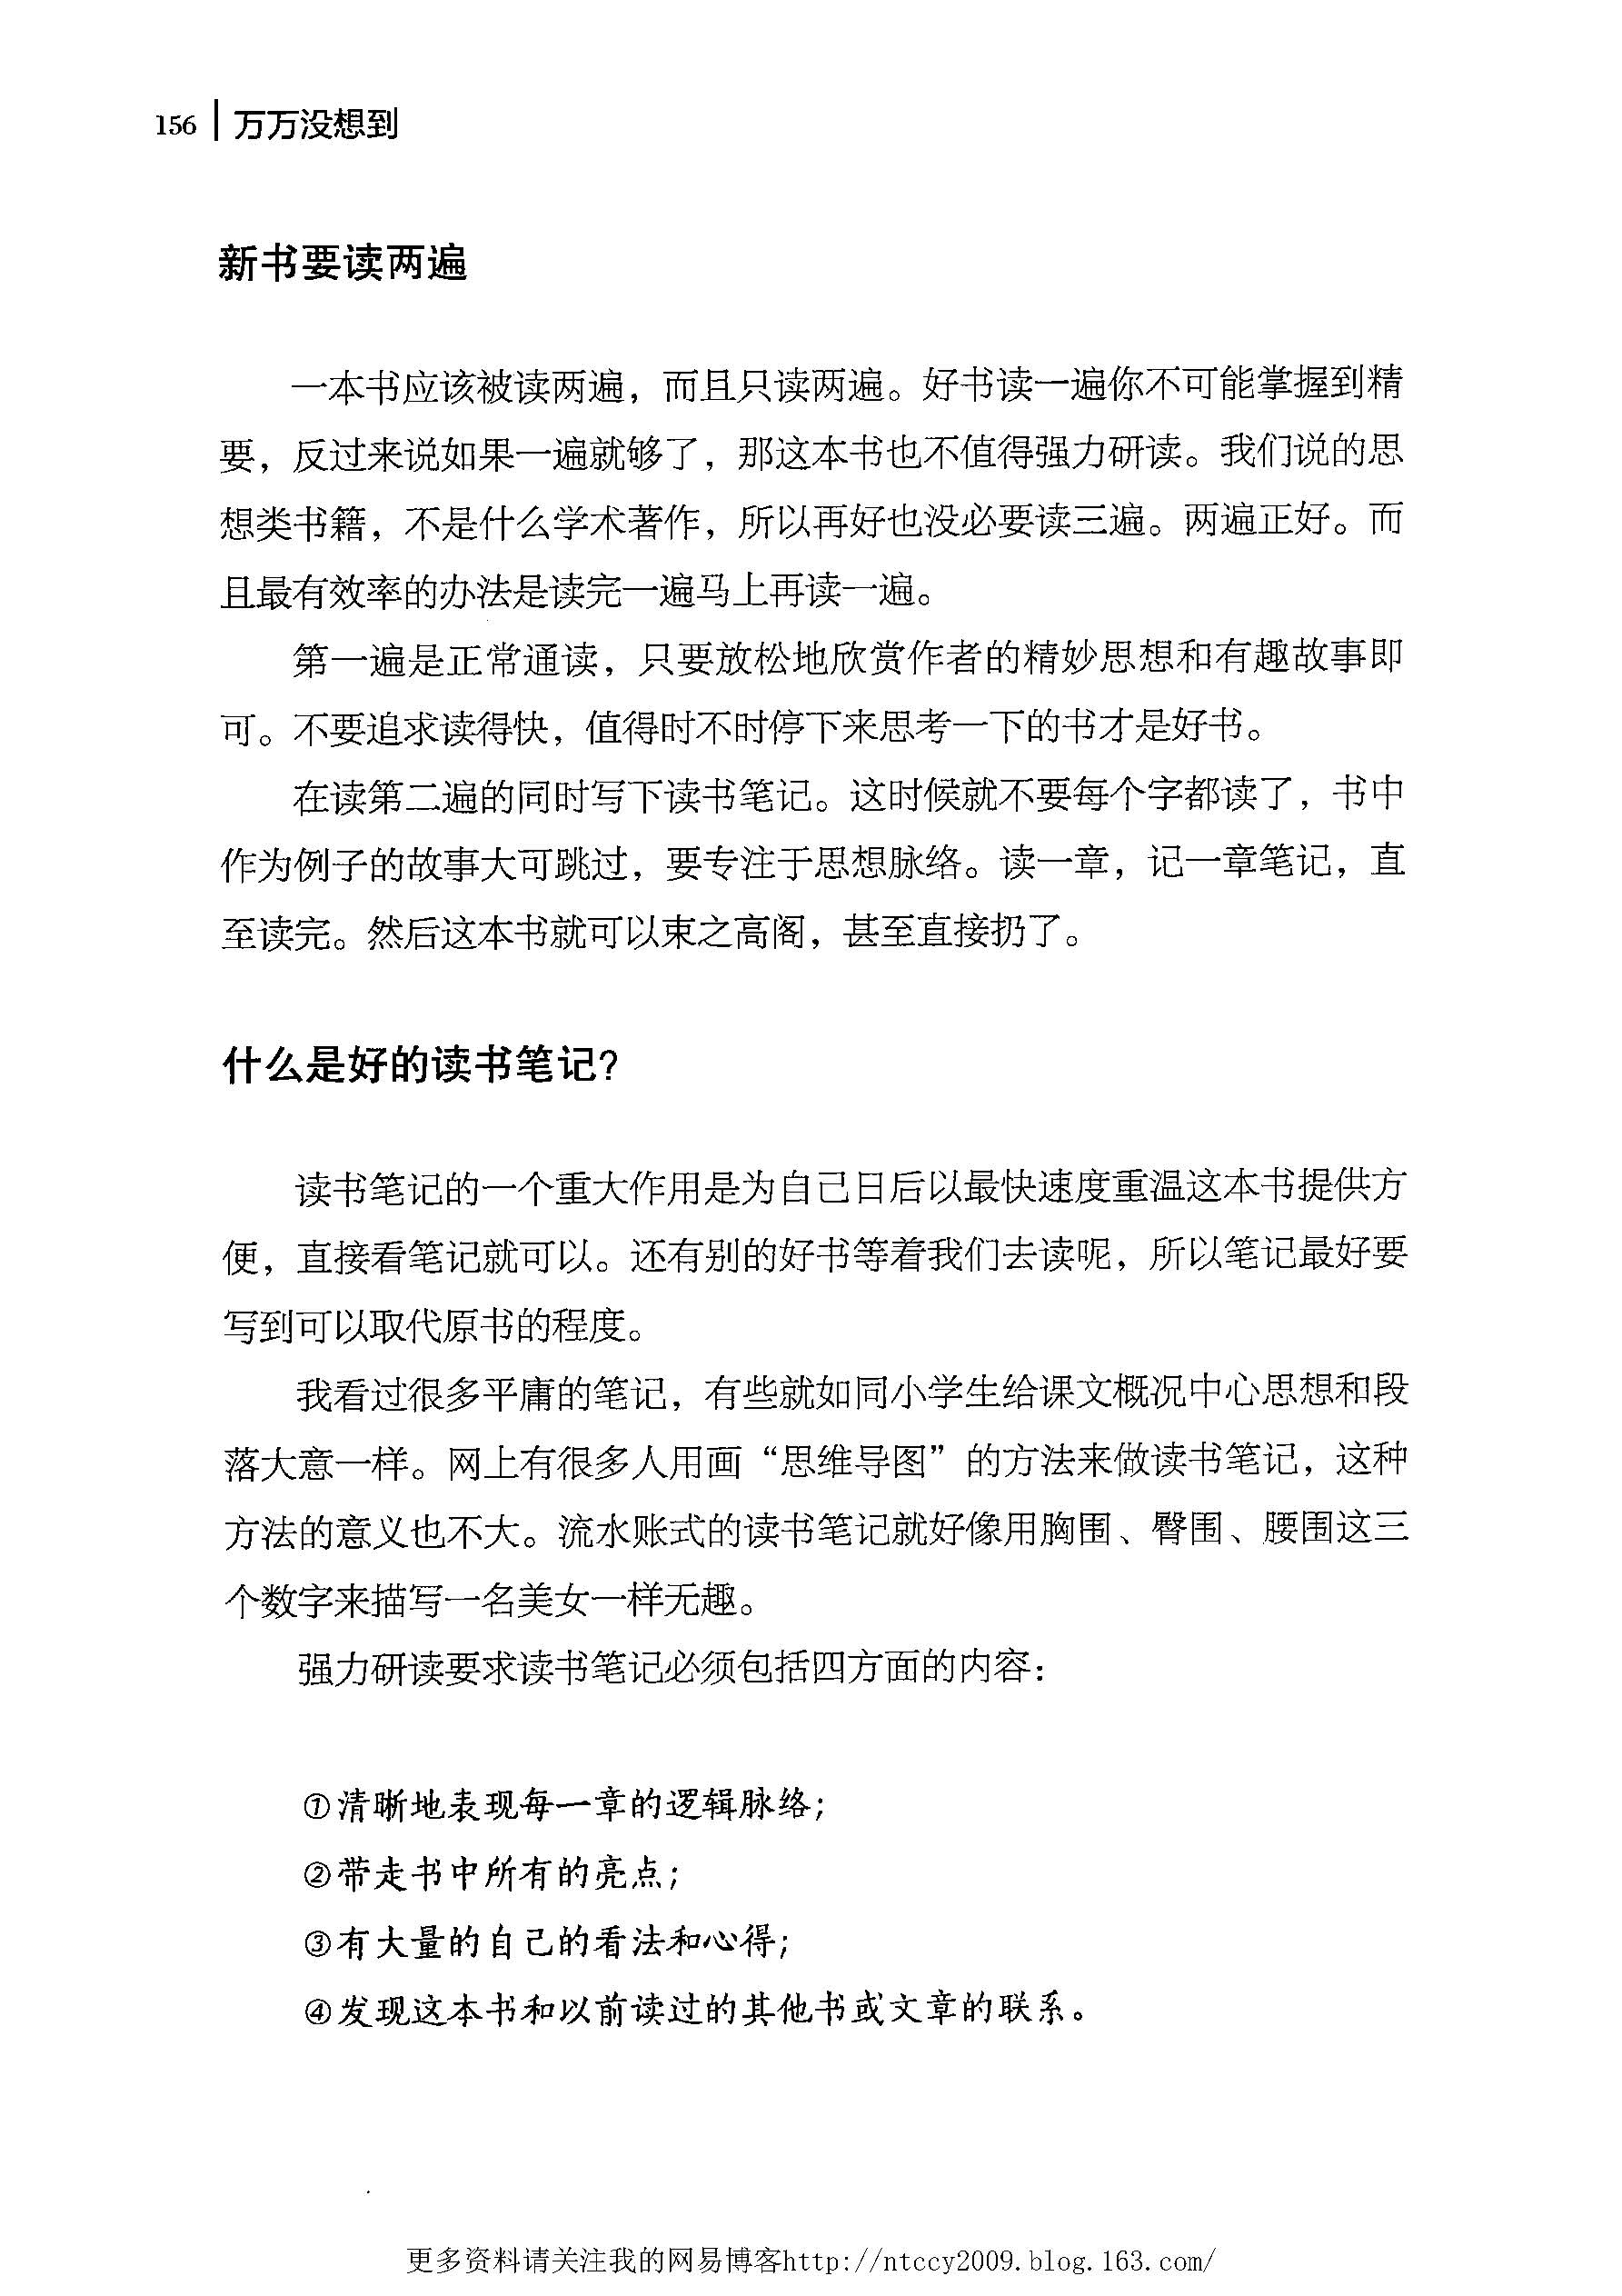 156 | 万万没想到
新书要读两遍
一本书应该被读两遍，而且只读两遍。好书读一遍你不可能掌握到精
要，反过来说如果一遍就够了，那这本书也不值得强力研读。我们说的思
想类书籍，不是什么学术著作，所以再好也没必要读三遍。两遍正好。而
且最有效率的办法是读完一遍马上再读一遍。
第一遍是正常通读，只要放松地欣赏作者的精妙思想和有趣故事即
可。不要追求读得快，值得时不时停下来思考一下的书才是好书。
在读第二遍的同时写下读书笔记。这时候就不要每个字都读了，书中
作为例子的故事大可跳过，要专注于思想脉络。读一章，记一章笔记，直
至读完。然后这本书就可以束之高阁，甚至直接扔了。
什么是好的读书笔记？
读书笔记的一个重大作用是为自己日后以最快速度重温这本书提供方
便，直接看笔记就可以。还有别的好书等着我们去读呢，所以笔记最好要
写到可以取代原书的程度。
我看过很多平庸的笔记，有些就如同小学生给课文概况中心思想和段
落大意一样。网上有很多人用画“思维导图”的方法来做读书笔记，这种
方法的意义也不大。流水账式的读书笔记就好像用胸围、臀围、腰围这三
个数字来描写一名美女一样无趣。
强力研读要求读书笔记必须包括四方面的内容：
①清晰地表现每一章的逻辑脉络；
②带走书中所有的亮点；
③有大量的自己的看法和心得；
④发现这本书和以前读过的其他书或文章的联系。
更多资料请关注我的网易博客http://ntccy2009.blog.163.com/